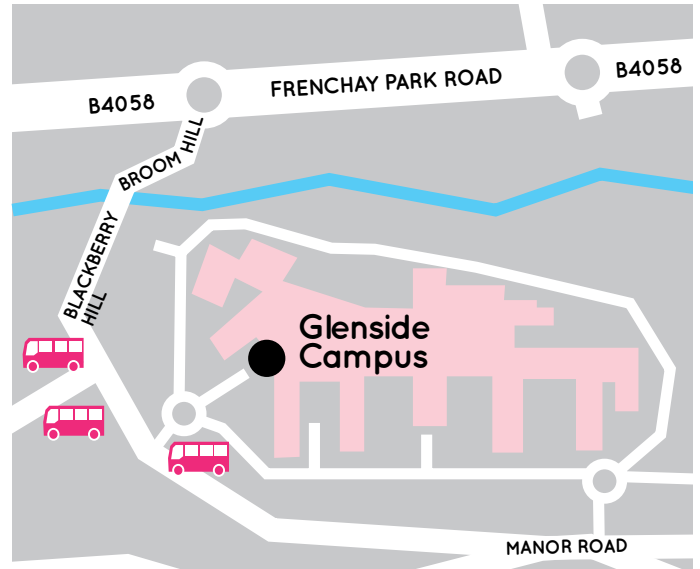 B4058
FRENCHAY PARK ROAD
B4058
BROOM HILL
BLACKBERRY
HILL
Glenside
Campus
MANOR ROAD